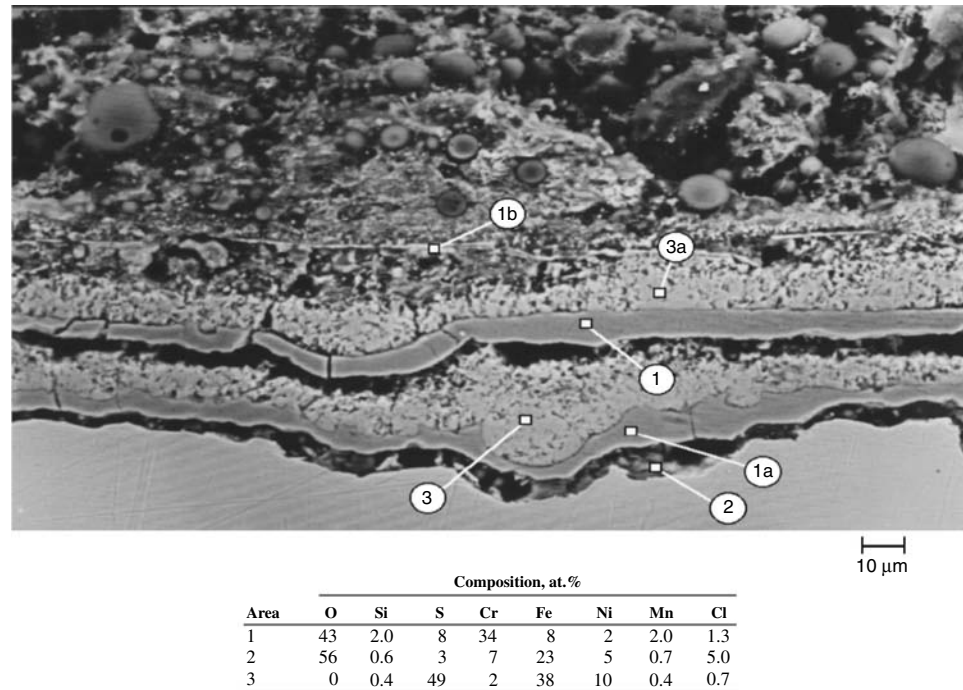 1b
3a
1
3
1a
2
10 μm
Composition, at.%
Area O Si S Cr Fe Ni Mn Cl
1 43 2.0 8 34 8 2 2.0 1.3
2 56 0.6 3 7 23 5 0.7 5.0
3 0 0.4 49 2 38 10 0.4 0.7